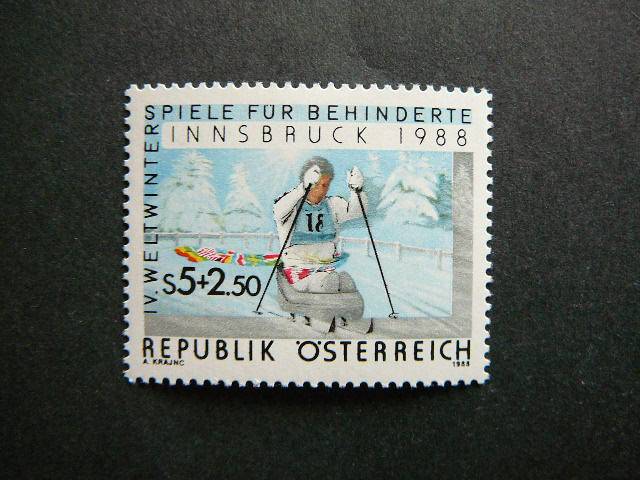 IV. WELTWINTER
SPIELE FÜR BEHINDERTE
INNSBRUCK 1988
18
S5+2.50
REPUBLIK ÖSTERREICH
A. KRAJNC 1988